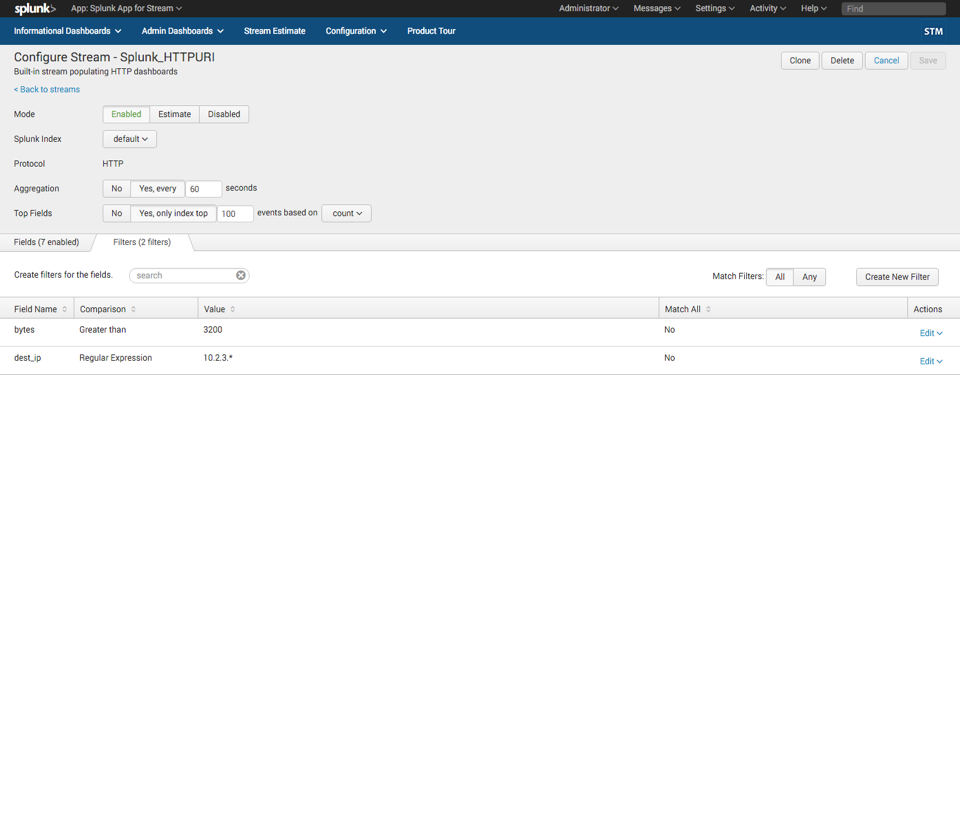 splunk> App: Splunk App for Stream Administrator Messages Settings Activity Help Find
Informational Dashboards Admin Dashboards Stream Estimate Configuration Product Tour STM
Configure Stream - Splunk_HTTPURI Clone Delete Cancel Save
Built-in stream populating HTTP dashboards
< Back to streams
Mode Enabled Estimate Disabled
Splunk Index default
Protocol HTTP
Aggregation No Yes, every 60 seconds
Top Fields No Yes, only index top 100 events based on count
Fields (7 enabled) Filters (2 filters)
Create filters for the fields. search Match Filters: All Any Create New Filter
Field Name Comparison Value Match All Actions
bytes Greater than 3200 No Edit
dest_ip Regular Expression 10.2.3.* No Edit